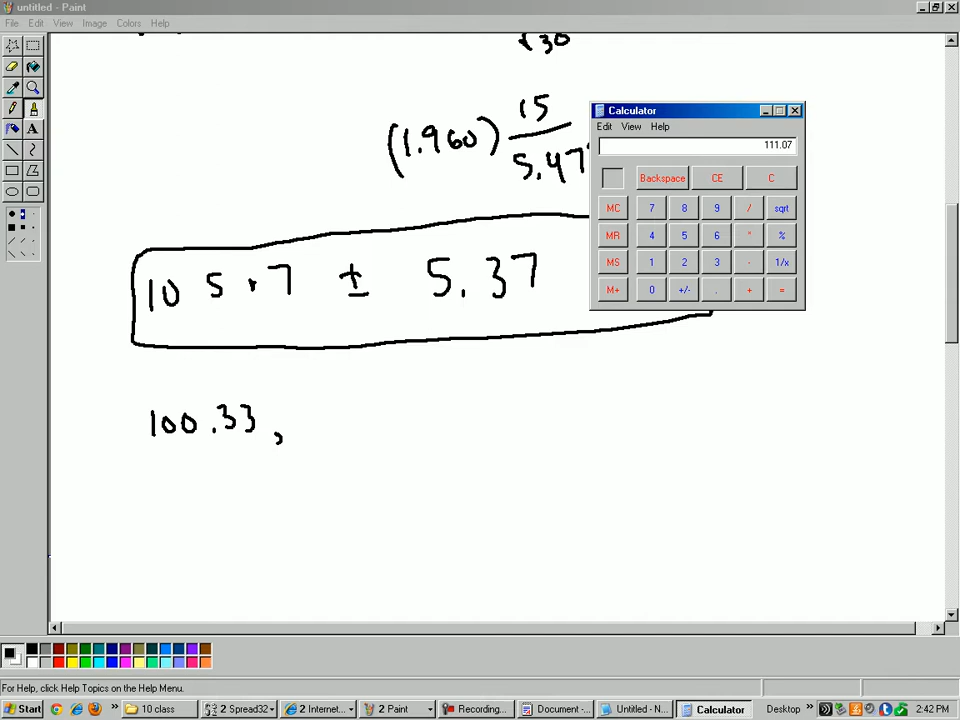 untitled - Paint
File Edit View Image Colors Help
√30
(1.960) 15
5.47
Calculator
Edit View Help
111.07
Backspace CE C
MC 7 8 9 / sqrt
MR 4 5 6 * %
MS 1 2 3 - 1/x
M+ 0 +/- . + =
105.7 ± 5.37
100.33,
For Help, click Help Topics on the Help Menu.
Start 10 class 2 Spread32 2 Internet... 2 Paint Recording... Document -... Untitled - N... Calculator Desktop 2:42 PM